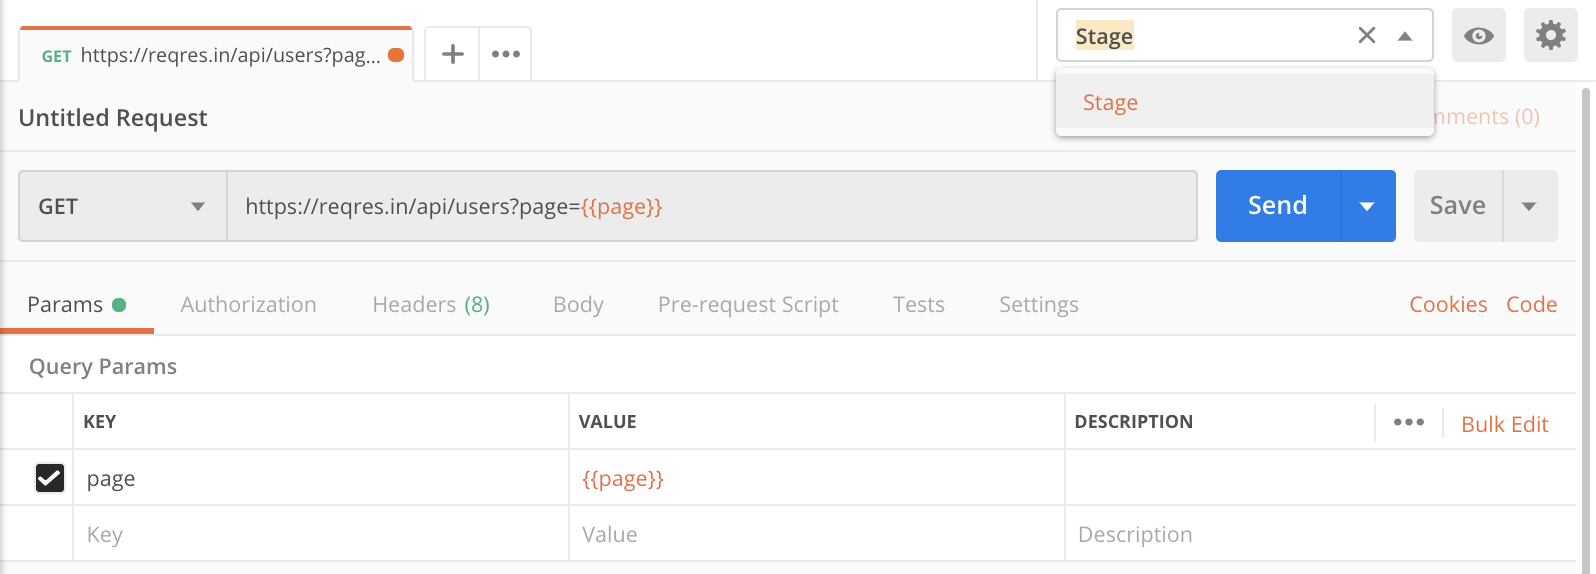 GET https://reqres.in/api/users?pag...
Stage
Stage
Untitled Request
mments (0)
GET
https://reqres.in/api/users?page={{page}}
Send
Save
Params
Authorization
Headers (8)
Body
Pre-request Script
Tests
Settings
Cookies
Code
Query Params
KEY
VALUE
DESCRIPTION
Bulk Edit
page
{{page}}
Key
Value
Description